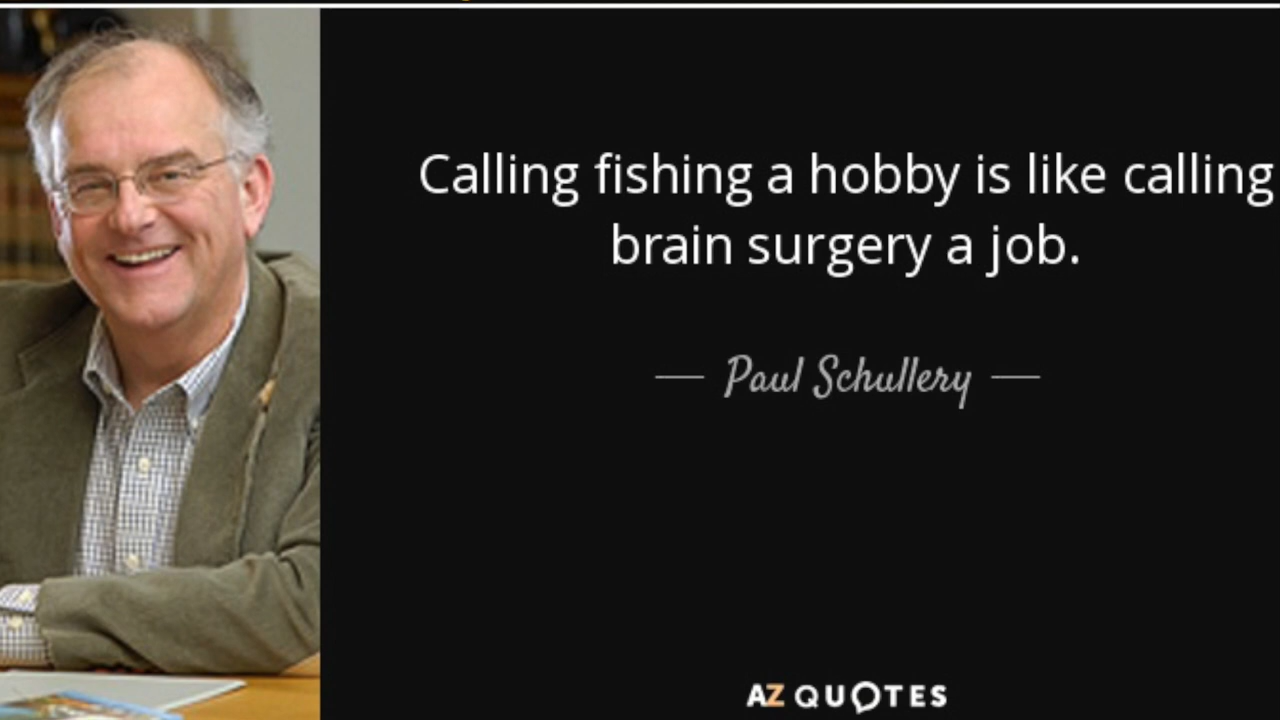 Calling fishing a hobby is like calling
brain surgery a job.
Paul Schullery
AZ QUOTES